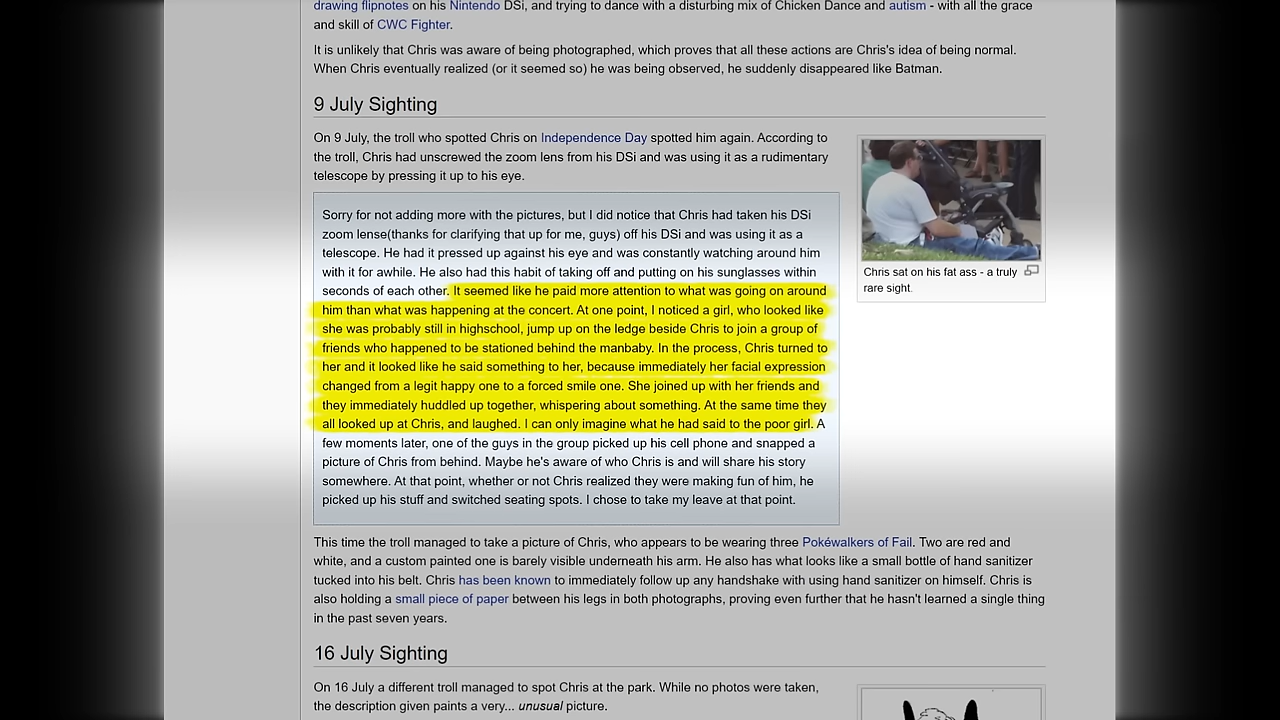 drawing flipnotes on his Nintendo DSi, and trying to dance with a disturbing mix of Chicken Dance and autism - with all the grace
and skill of CWC Fighter.
It is unlikely that Chris was aware of being photographed, which proves that all these actions are Chris's idea of being normal.
When Chris eventually realized (or it seemed so) he was being observed, he suddenly disappeared like Batman.
9 July Sighting
On 9 July, the troll who spotted Chris on Independence Day spotted him again. According to
the troll, Chris had unscrewed the zoom lens from his DSi and was using it as a rudimentary
telescope by pressing it up to his eye.
Sorry for not adding more with the pictures, but I did notice that Chris had taken his DSi
zoom lense(thanks for clarifying that up for me, guys) off his DSi and was using it as a
telescope. He had it pressed up against his eye and was constantly watching around him
with it for awhile. He also had this habit of taking off and putting on his sunglasses within
seconds of each other. It seemed like he paid more attention to what was going on around
him than what was happening at the concert. At one point, I noticed a girl, who looked like
she was probably still in highschool, jump up on the ledge beside Chris to join a group of
friends who happened to be stationed behind the manbaby. In the process, Chris turned to
her and it looked like he said something to her, because immediately her facial expression
changed from a legit happy one to a forced smile one. She joined up with her friends and
they immediately huddled up together, whispering about something. At the same time they
all looked up at Chris, and laughed. I can only imagine what he had said to the poor girl. A
few moments later, one of the guys in the group picked up his cell phone and snapped a
picture of Chris from behind. Maybe he's aware of who Chris is and will share his story
somewhere. At that point, whether or not Chris realized they were making fun of him, he
picked up his stuff and switched seating spots. I chose to take my leave at that point.
Chris sat on his fat ass - a truly
rare sight.
This time the troll managed to take a picture of Chris, who appears to be wearing three Pokéwalkers of Fail. Two are red and
white, and a custom painted one is barely visible underneath his arm. He also has what looks like a small bottle of hand sanitizer
tucked into his belt. Chris has been known to immediately follow up any handshake with using hand sanitizer on himself. Chris is
also holding a small piece of paper between his legs in both photographs, proving even further that he hasn't learned a single thing
in the past seven years.
16 July Sighting
On 16 July a different troll managed to spot Chris at the park. While no photos were taken,
the description given paints a very... unusual picture.